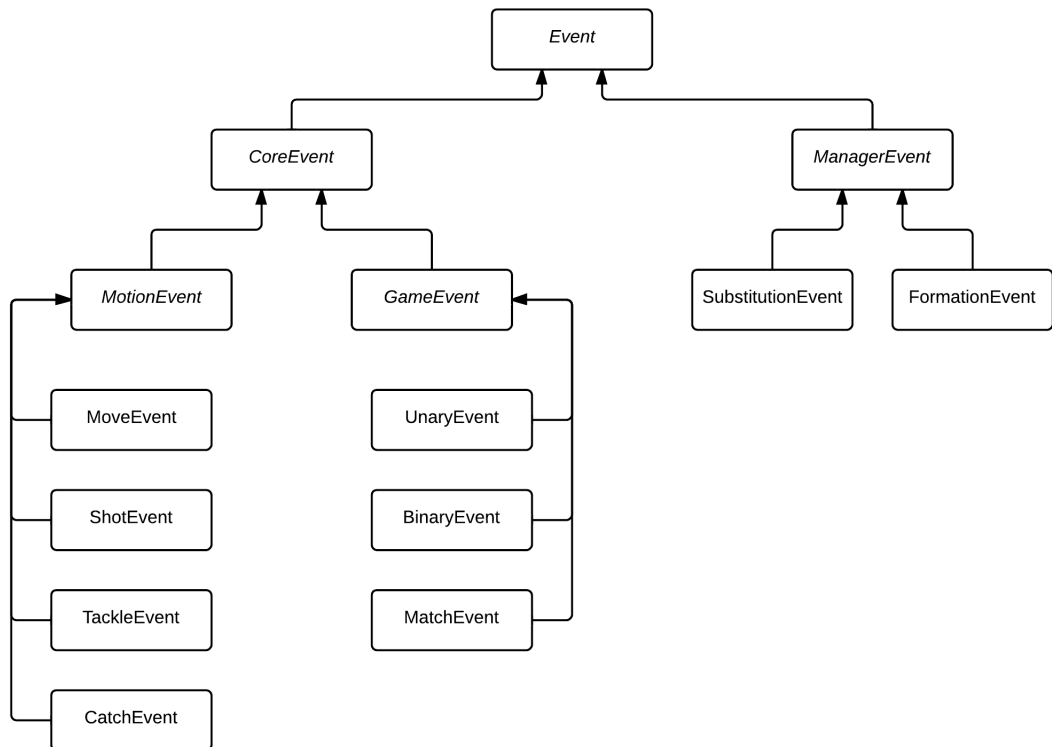 Event
CoreEvent
ManagerEvent
MotionEvent
GameEvent
SubstitutionEvent
FormationEvent
MoveEvent
UnaryEvent
ShotEvent
BinaryEvent
TackleEvent
MatchEvent
CatchEvent